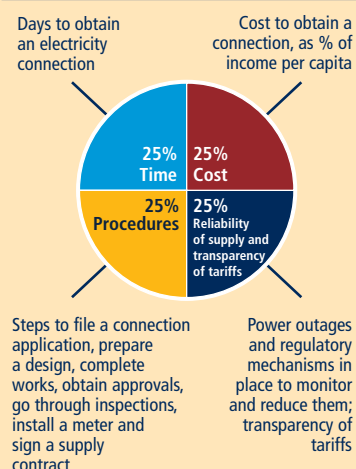 Days to obtain
an electricity
connection
Cost to obtain a
connection, as % of
income per capita
25%
Time
25%
Cost
25%
Procedures
25%
Reliability
of supply and
transparency
of tariffs
Steps to file a connection
application, prepare
a design, complete
works, obtain approvals,
go through inspections,
install a meter and
sign a supply
contract
Power outages
and regulatory
mechanisms in
place to monitor
and reduce them;
transparency of
tariffs